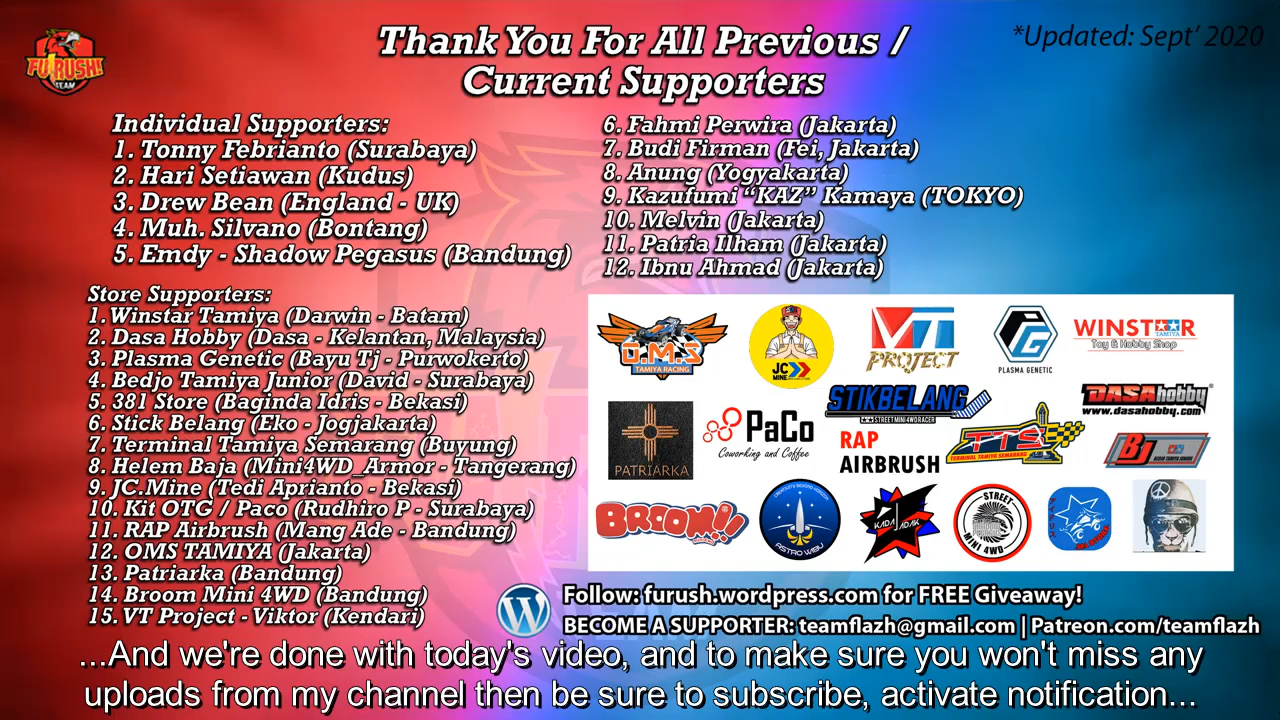 FURUSH!
TEAM
Thank You For All Previous /
Current Supporters
*Updated: Sept' 2020
Individual Supporters:
1. Tonny Febrianto (Surabaya)
2. Hari Setiawan (Kudus)
3. Drew Bean (England - UK)
4. Muh. Silvano (Bontang)
5. Emdy - Shadow Pegasus (Bandung)
6. Fahmi Perwira (Jakarta)
7. Budi Firman (Fei, Jakarta)
8. Anung (Yogyakarta)
9. Kazufumi “KAZ” Kamaya (TOKYO)
10. Melvin (Jakarta)
11. Patria Ilham (Jakarta)
12. Ibnu Ahmad (Jakarta)
Store Supporters:
1. Winstar Tamiya (Darwin - Batam)
2. Dasa Hobby (Dasa - Kelantan, Malaysia)
3. Plasma Genetic (Bayu Tj - Purwokerto)
4. Bedjo Tamiya Junior (David - Surabaya)
5. 381 Store (Baginda Idris - Bekasi)
6. Stick Belang (Eko - Jogjakarta)
7. Terminal Tamiya Semarang (Buyung)
8. Helem Baja (Mini4WD_Armor - Tangerang)
9. JC.Mine (Tedi Aprianto - Bekasi)
10. Kit OTG / Paco (Rudhiro P - Surabaya)
11. RAP Airbrush (Mang Ade - Bandung)
12. OMS TAMIYA (Jakarta)
13. Patriarka (Bandung)
14. Broom Mini 4WD (Bandung)
15. VT Project - Viktor (Kendari)
O.M.S
TAMIYA RACING
JC
MINE
VT
PROJECT
PLASMA GENETIC
WINSTAR
TAMIYA
Toy & Hobby Shop
PATRIARKA
PaCo
Coworking and Coffee
STIKBELANG
STREET MINI 4WD RACER
RAP
AIRBRUSH
TTS
TERMINAL TAMIYA SEMARANG
DASAhobby
www.dasahobby.com
BJ
BEDJO TAMIYA JUNIOR
BROOM!!
ASTRO WIBU
KADA ADAK
STREET
MINI 4WD
Follow: furush.wordpress.com for FREE Giveaway!
BECOME A SUPPORTER: teamflazh@gmail.com | Patreon.com/teamflazh
...And we're done with today's video, and to make sure you won't miss any
uploads from my channel then be sure to subscribe, activate notification...